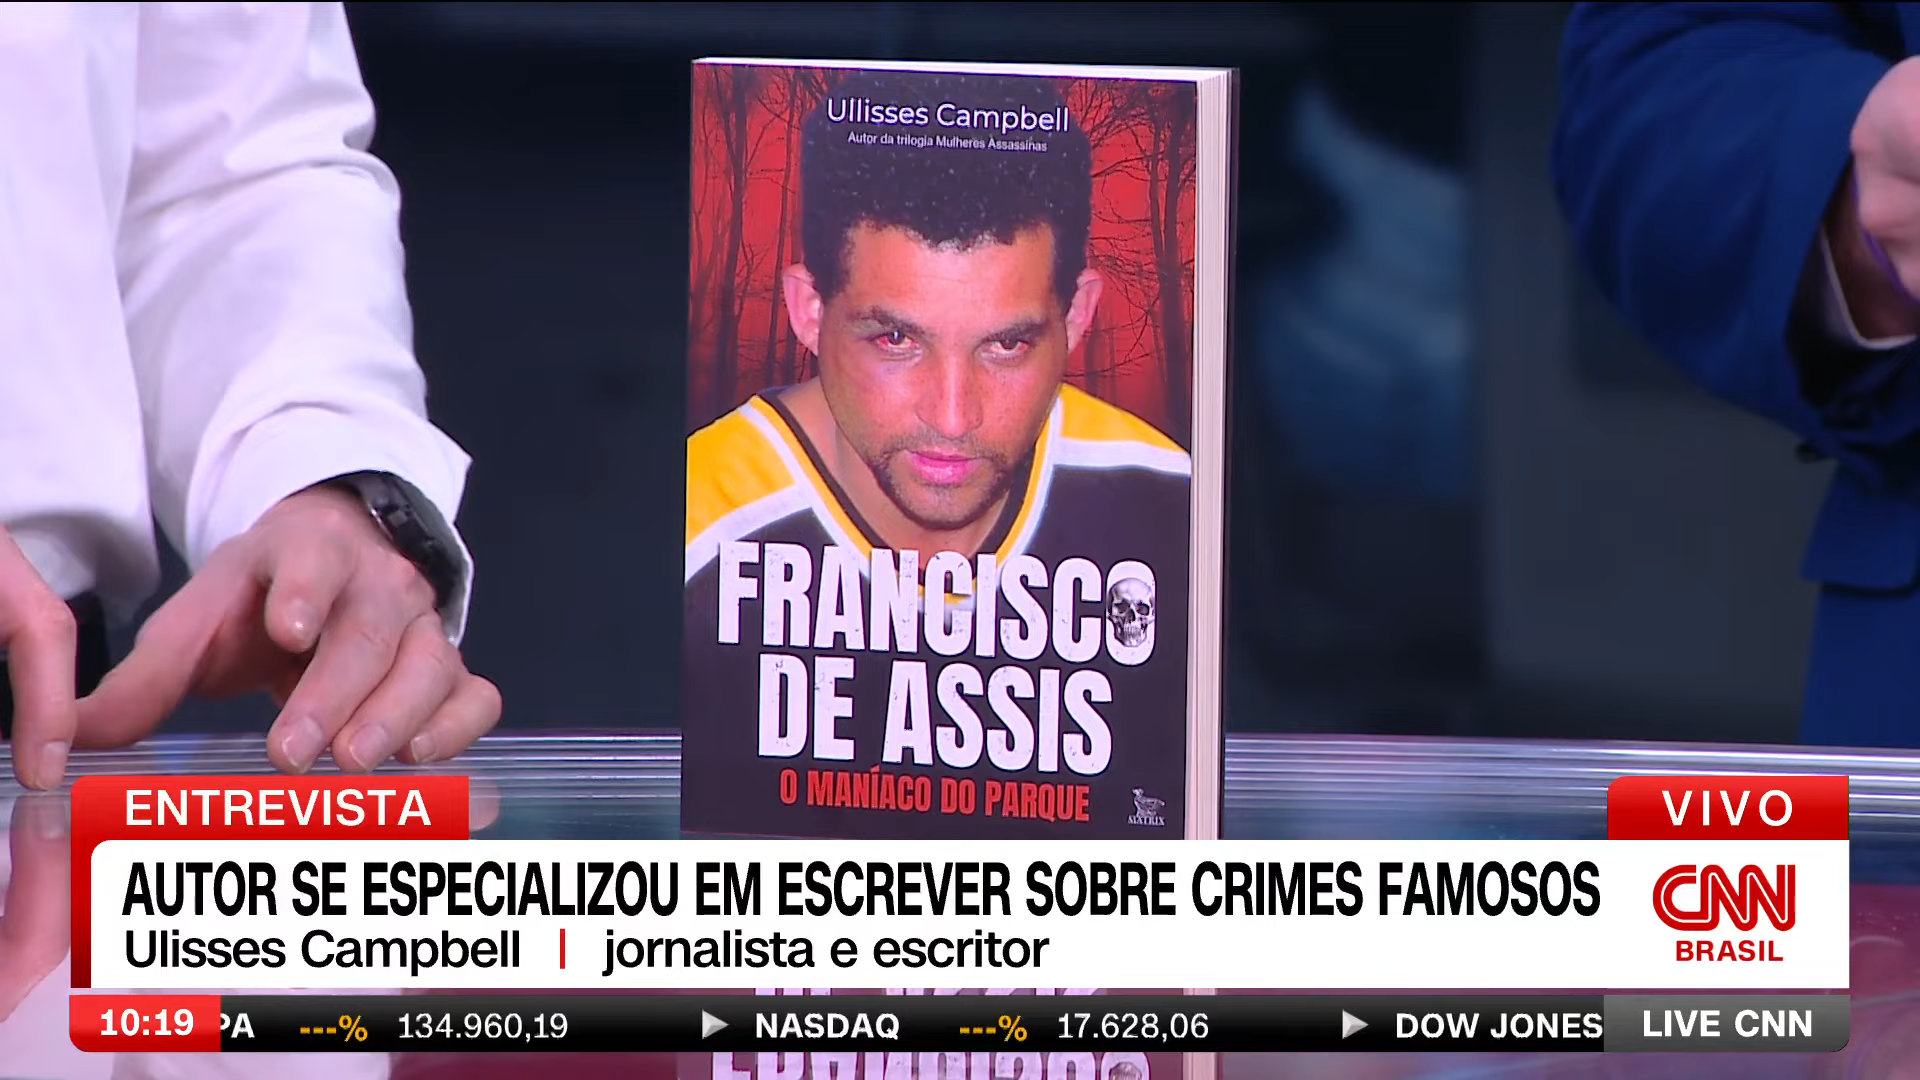 Ullisses Campbell
Autor da trilogia Mulheres Assassinas
FRANCISCO
DE ASSIS
O MANÍACO DO PARQUE
MATRIX
ENTREVISTA
VIVO
AUTOR SE ESPECIALIZOU EM ESCREVER SOBRE CRIMES FAMOSOS
Ulisses Campbell | jornalista e escritor
CNN
BRASIL
10:19 PA ---% 134.960,19 NASDAQ ---% 17.628,06 DOW JONES LIVE CNN